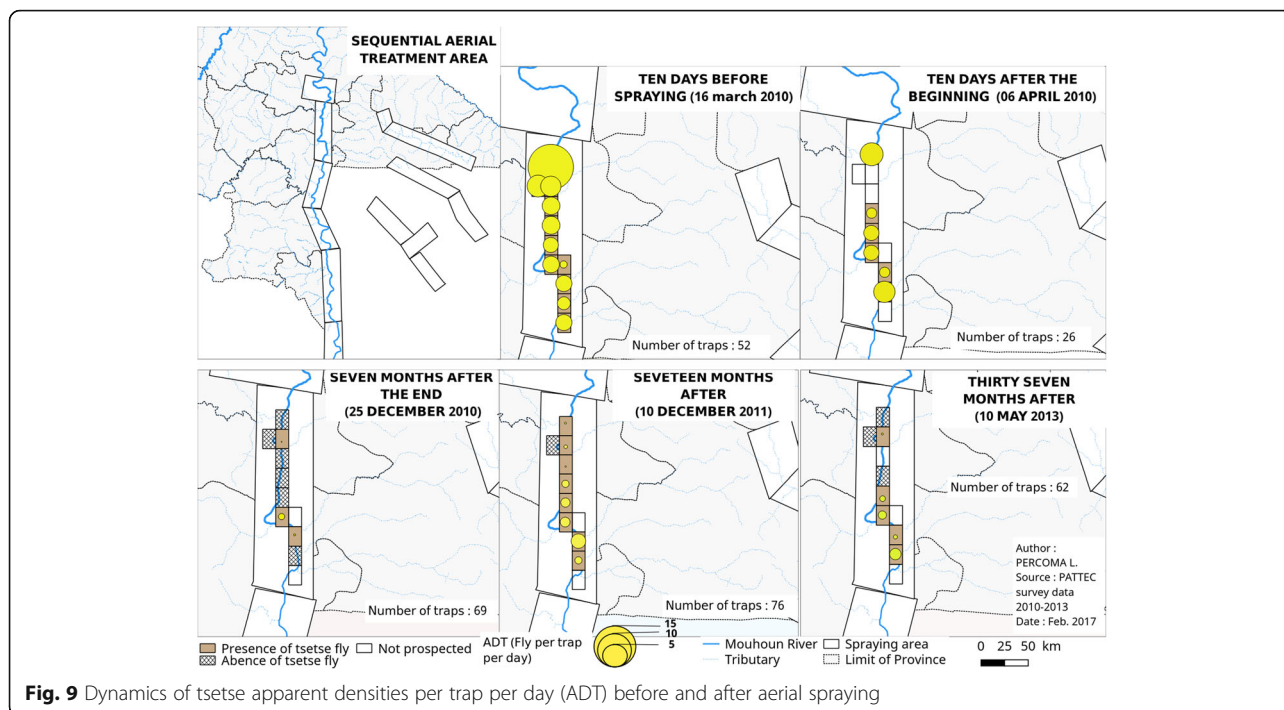 SEQUENTIAL AERIAL
TREATMENT AREA
TEN DAYS BEFORE
SPRAYING (16 march 2010)
Number of traps : 52
TEN DAYS AFTER THE
BEGINNING (06 APRIL 2010)
Number of traps : 26
SEVEN MONTHS AFTER
THE END
(25 DECEMBER 2010)
Number of traps : 69
SEVETEEN MONTHS
AFTER
(10 DECEMBER 2011)
Number of traps : 76
THIRTY SEVEN
MONTHS AFTER
(10 MAY 2013)
Number of traps : 62
Author :
PERCOMA L.
Source : PATTEC
survey data
2010-2013
Date : Feb. 2017
Presence of tsetse fly
Not prospected
Absence of tsetse fly
ADT (Fly per trap
per day)
15
10
5
Mouhoun River
Spraying area
Tributary
Limit of Province
0 25 50 km
Fig. 9 Dynamics of tsetse apparent densities per trap per day (ADT) before and after aerial spraying